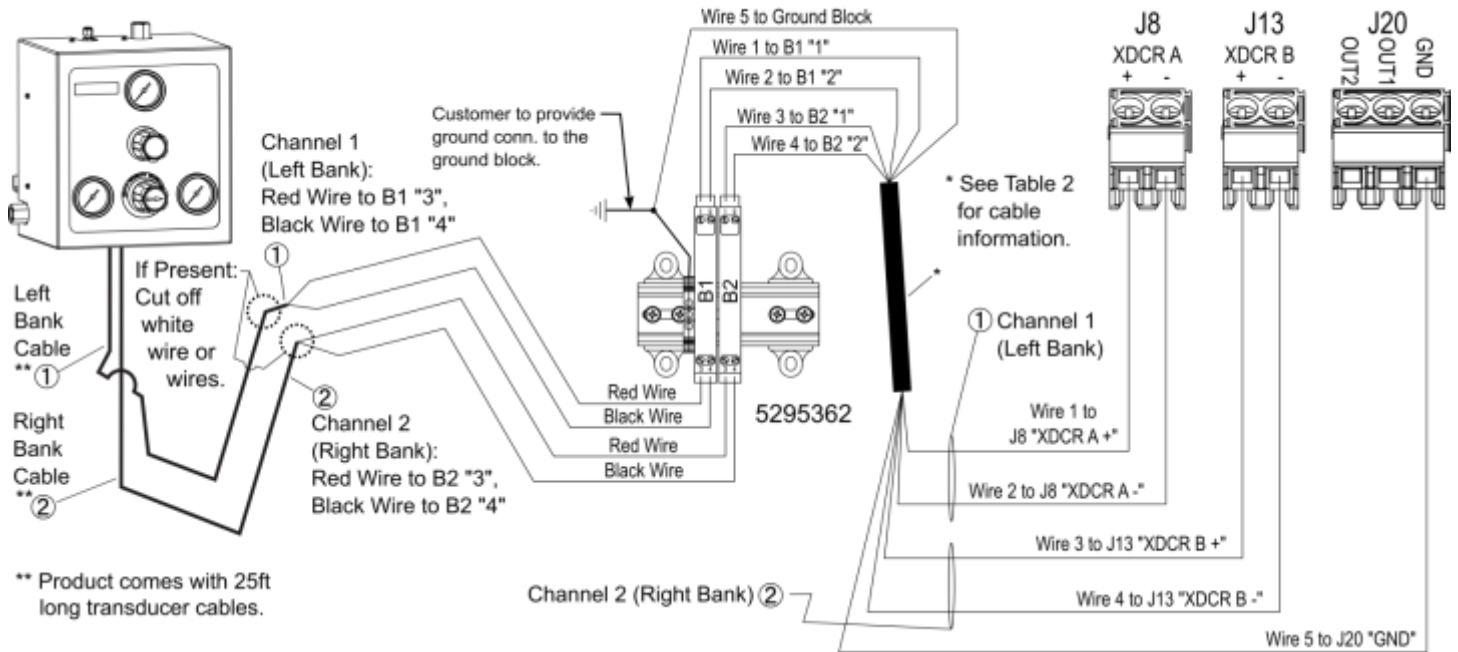 Wire 5 to Ground Block
Wire 1 to B1 "1"
Wire 2 to B1 "2"
Wire 3 to B2 "1"
Wire 4 to B2 "2"
Customer to provide
ground conn. to the
ground block.
J8
XDCR A
+ -
J13
XDCR B
+ -
J20
OUT2
OUT1
GND
Channel 1
(Left Bank):
Red Wire to B1 "3",
Black Wire to B1 "4"
①
If Present:
Cut off
white
wire or
wires.
Left
Bank
Cable
** ①
Right
Bank
Cable
** ②
②
Channel 2
(Right Bank):
Red Wire to B2 "3",
Black Wire to B2 "4"
B1
B2
Red Wire
Black Wire
Red Wire
Black Wire
5295362
* See Table 2
for cable
information.
*
① Channel 1
(Left Bank)
Wire 1 to
J8 "XDCR A +"
Wire 2 to J8 "XDCR A -"
Wire 3 to J13 "XDCR B +"
Channel 2 (Right Bank) ②
Wire 4 to J13 "XDCR B -"
Wire 5 to J20 "GND"
** Product comes with 25ft
long transducer cables.